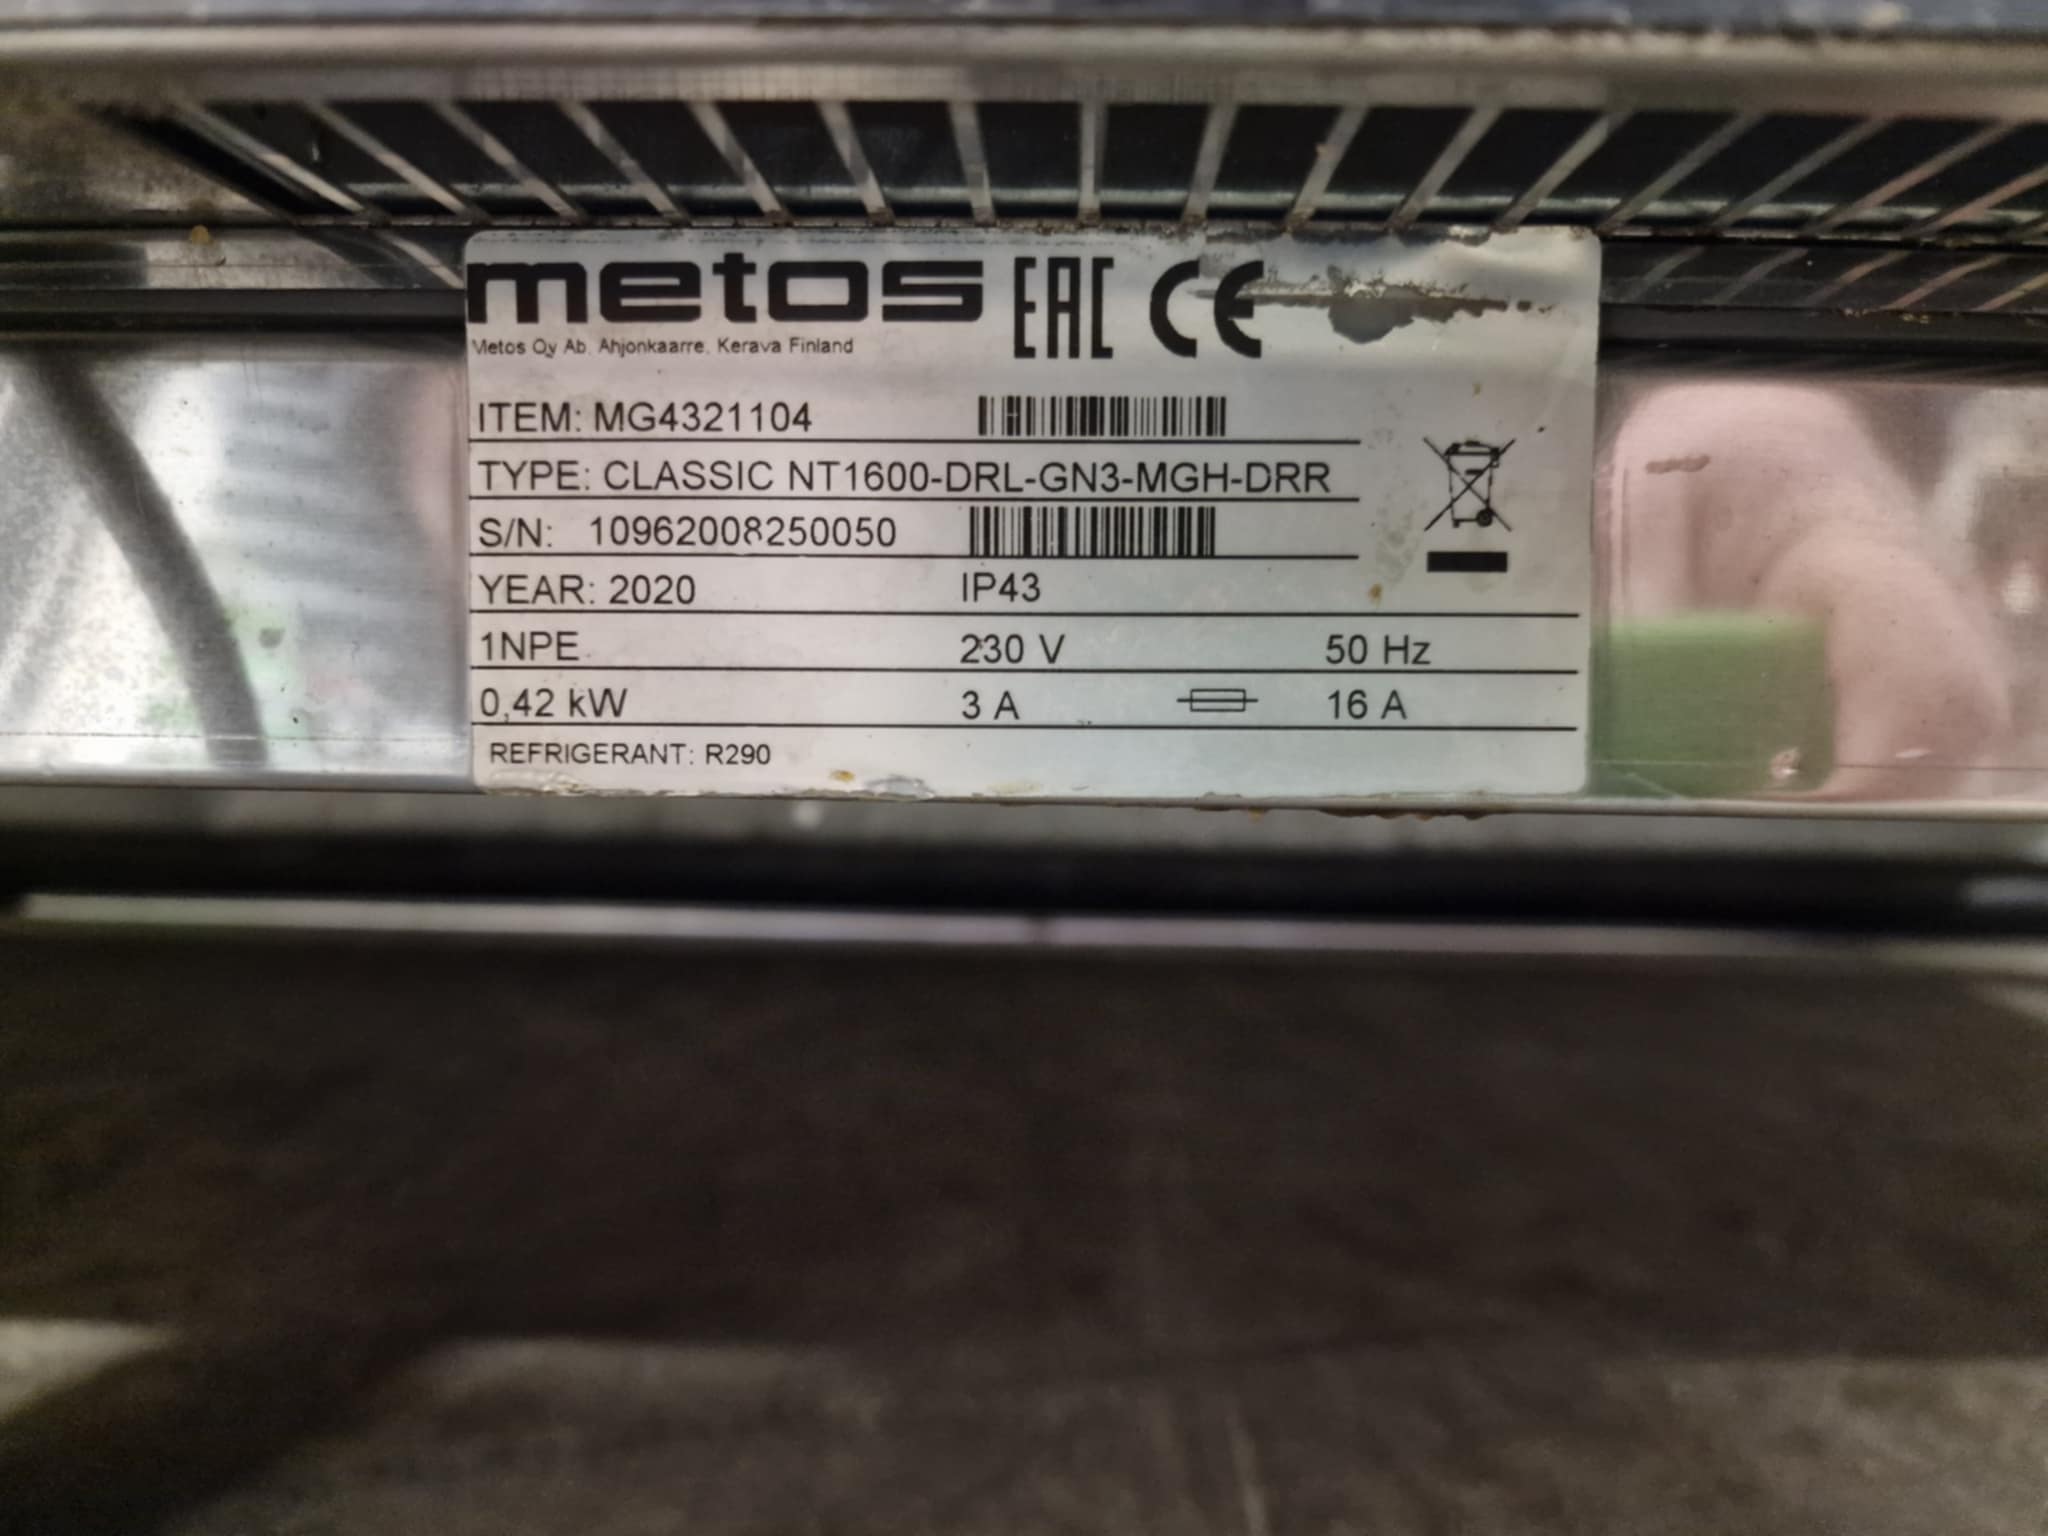 metos EAC CE
Metos Oy Ab, Ahjonkaarre, Kerava Finland
ITEM: MG4321104
TYPE: CLASSIC NT1600-DRL-GN3-MGH-DRR
S/N: 10962008250050
YEAR: 2020 IP43
1NPE 230 V 50 Hz
0,42 kW 3 A 16 A
REFRIGERANT: R290